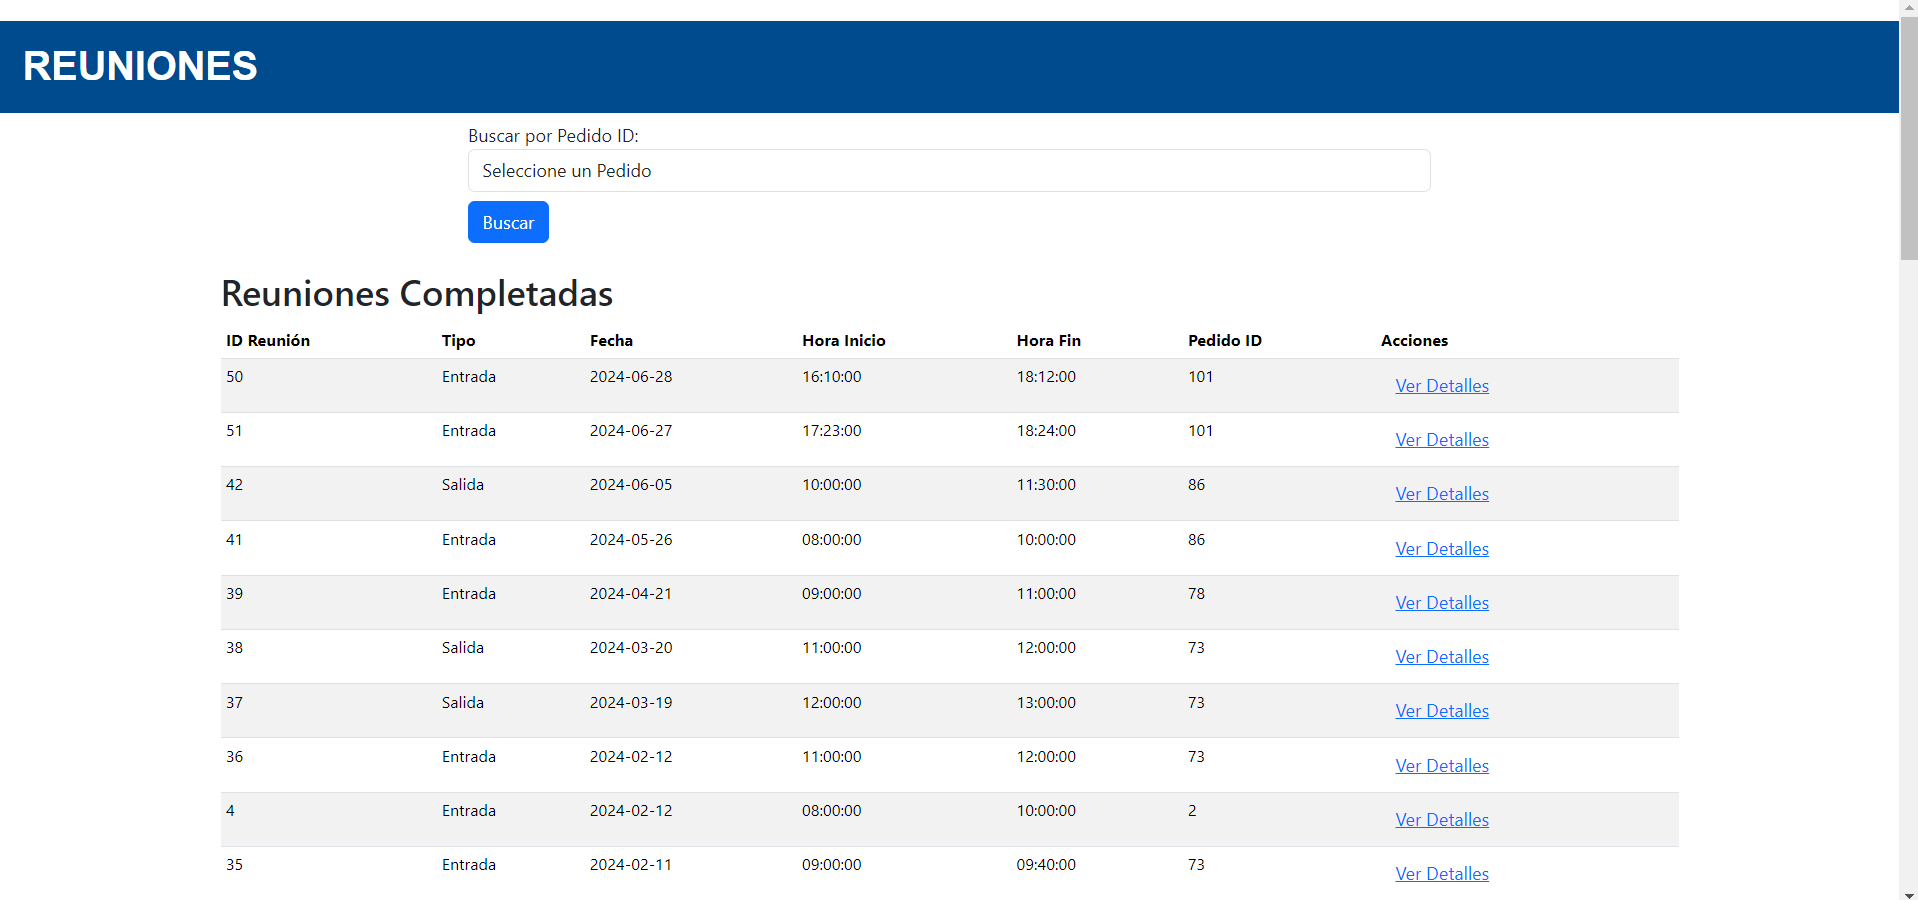 REUNIONES
Buscar por Pedido ID:
Seleccione un Pedido
Buscar
Reuniones Completadas
ID Reunión Tipo Fecha Hora Inicio Hora Fin Pedido ID Acciones
50 Entrada 2024-06-28 16:10:00 18:12:00 101 Ver Detalles
51 Entrada 2024-06-27 17:23:00 18:24:00 101 Ver Detalles
42 Salida 2024-06-05 10:00:00 11:30:00 86 Ver Detalles
41 Entrada 2024-05-26 08:00:00 10:00:00 86 Ver Detalles
39 Entrada 2024-04-21 09:00:00 11:00:00 78 Ver Detalles
38 Salida 2024-03-20 11:00:00 12:00:00 73 Ver Detalles
37 Salida 2024-03-19 12:00:00 13:00:00 73 Ver Detalles
36 Entrada 2024-02-12 11:00:00 12:00:00 73 Ver Detalles
4 Entrada 2024-02-12 08:00:00 10:00:00 2 Ver Detalles
35 Entrada 2024-02-11 09:00:00 09:40:00 73 Ver Detalles